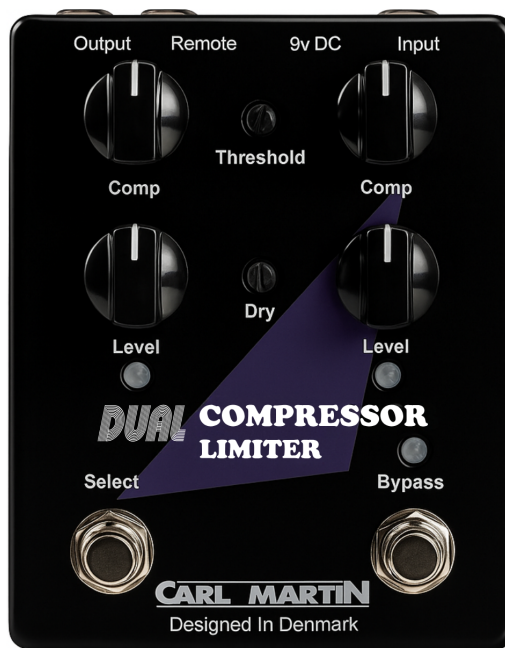 Output Remote 9v DC Input
Threshold
Comp Comp
Dry
Level Level
DUAL COMPRESSOR
LIMITER
Select Bypass
CARL MARTIN
Designed In Denmark